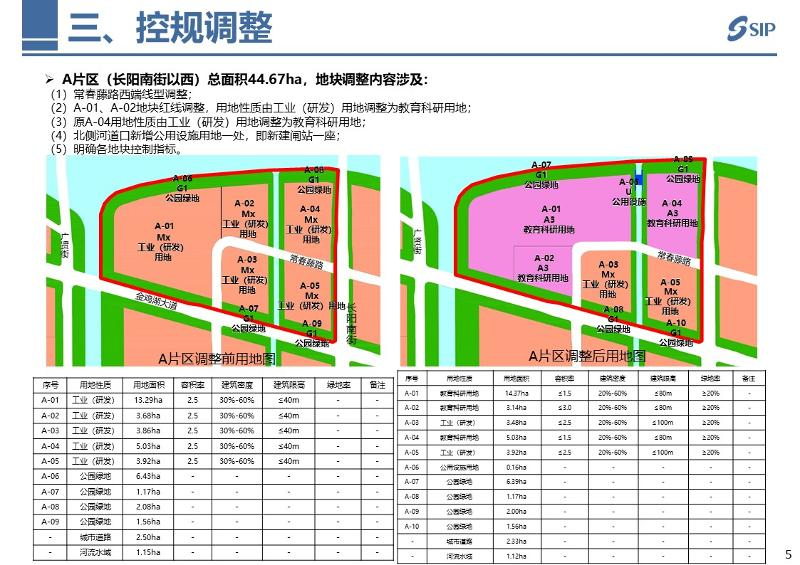 三、控规调整
SIP
➢ A片区（长阳南街以西）总面积44.67ha，地块调整内容涉及：
（1）常春藤路西端线型调整；
（2）A-01、A-02地块红线调整，用地性质由工业（研发）用地调整为教育科研用地；
（3）原A-04用地性质由工业（研发）用地调整为教育科研用地；
（4）北侧河道口新增公用设施用地一处，即新建闸站一座；
（5）明确各地块控制指标。
A-06
G1
公园绿地
A-08
G1
公园绿地
A-02
Mx
工业（研发）
用地
A-04
Mx
工业（研发）
用地
A-01
Mx
工业（研发）
用地
广贤街
A-03
Mx
工业（研发）
用地
常春藤路
A-05
Mx
工业（研发）用地
金鸡湖大道
A-07
G1
公园绿地
A-09
G1
公园绿地
长阳南街
A片区调整前用地图
A-07
G1
公园绿地
A-09
G1
公园绿地
A-06
U
公用设施
A-01
A3
教育科研用地
A-04
A3
教育科研用地
广贤街
A-02
A3
教育科研用地
常春藤路
A-03
Mx
工业（研发）
用地
A-05
Mx
工业（研发）
用地
A-08
G1
公园绿地
A-10
G1
公园绿地
A片区调整后用地图
序号 用地性质 用地面积 容积率 建筑密度 建筑限高 绿地率 备注
A-01 工业（研发） 13.29ha 2.5 30%-60% ≤40m - -
A-02 工业（研发） 3.68ha 2.5 30%-60% ≤40m - -
A-03 工业（研发） 3.86ha 2.5 30%-60% ≤40m - -
A-04 工业（研发） 5.03ha 2.5 30%-60% ≤40m - -
A-05 工业（研发） 3.92ha 2.5 30%-60% ≤40m - -
A-06 公园绿地 6.43ha - - - - -
A-07 公园绿地 1.17ha - - - - -
A-08 公园绿地 2.08ha - - - - -
A-09 公园绿地 1.56ha - - - - -
- 城市道路 2.50ha - - - - -
- 河流水域 1.15ha - - - - -
序号 用地性质 用地面积 容积率 建筑密度 建筑限高 绿地率 备注
A-01 教育科研用地 14.37ha ≤1.5 20%-60% ≤80m ≥20% -
A-02 教育科研用地 3.14ha ≤3.0 20%-60% ≤80m ≥20% -
A-03 工业（研发） 3.48ha ≤2.5 20%-60% ≤100m ≥20% -
A-04 教育科研用地 5.03ha ≤1.5 20%-60% ≤80m ≥20% -
A-05 工业（研发） 3.92ha ≤2.5 20%-60% ≤100m ≥20% -
A-06 公用设施用地 0.16ha - - - - -
A-07 公园绿地 6.39ha - - - - -
A-08 公园绿地 1.17ha - - - - -
A-09 公园绿地 2.00ha - - - - -
A-10 公园绿地 1.56ha - - - - -
- 城市道路 2.33ha - - - - -
- 河流水域 1.12ha - - - - -
5